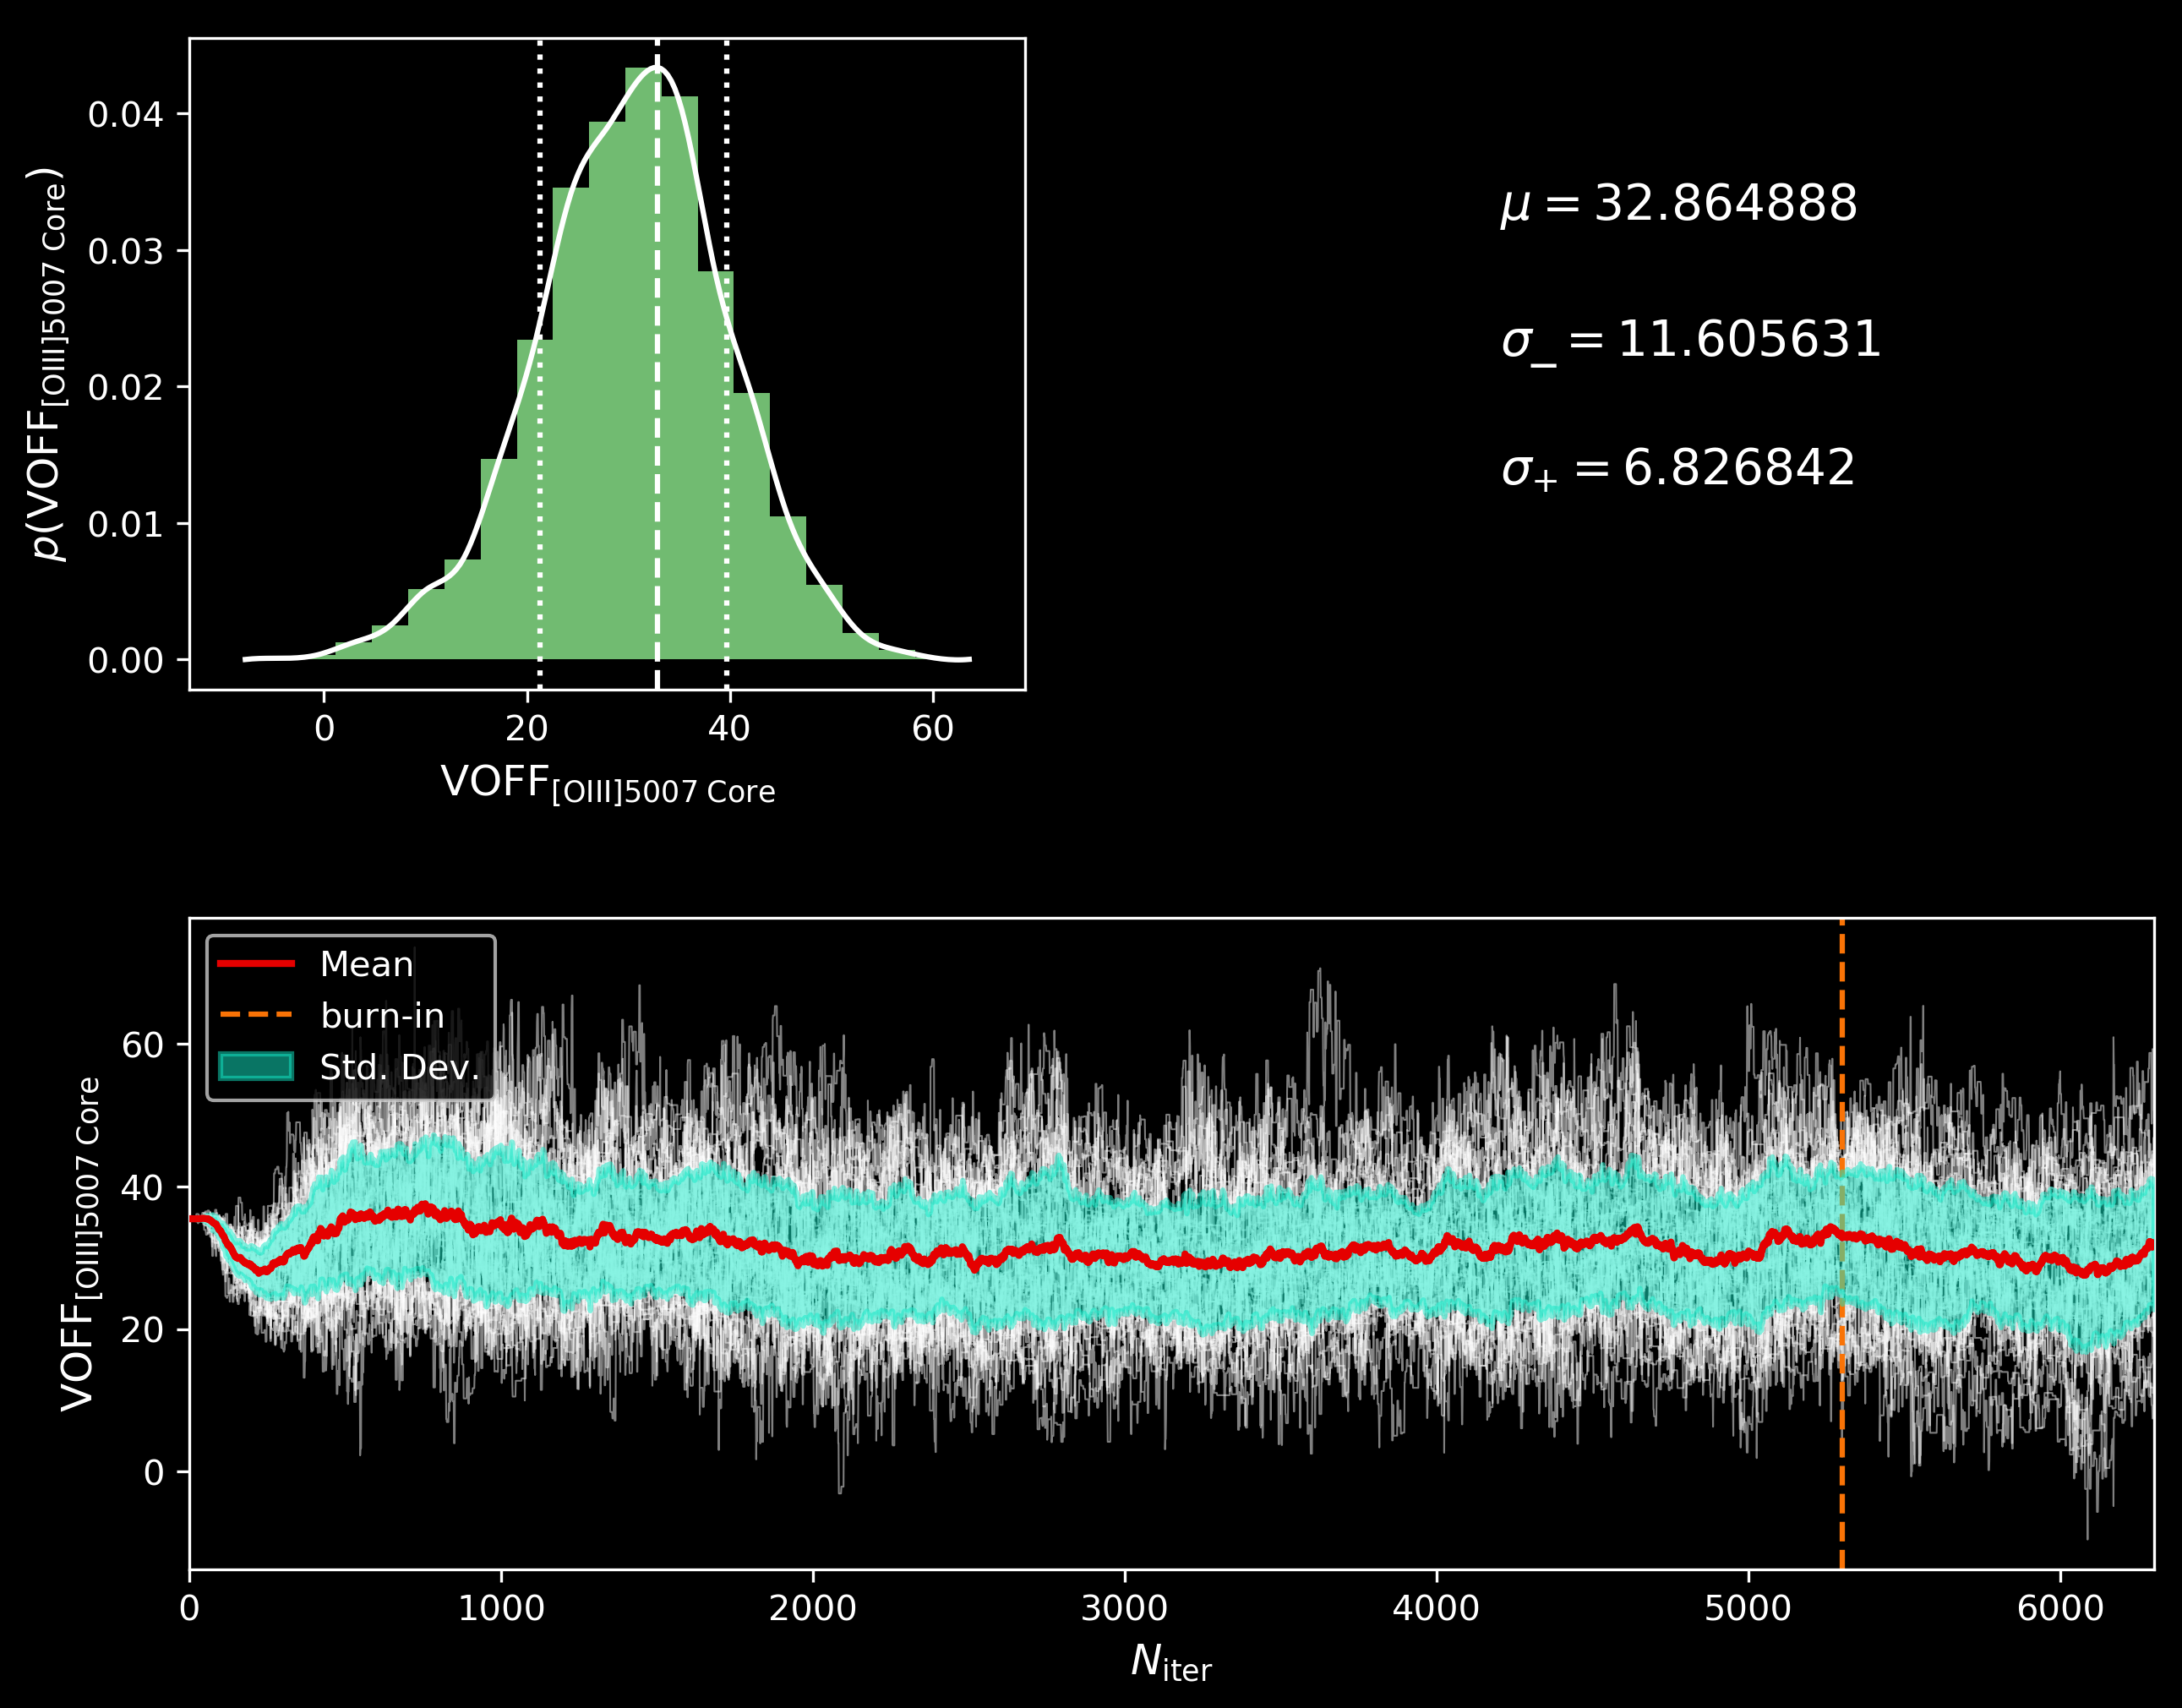 p(VOFF[OIII]5007 Core)
0.04
0.03
0.02
0.01
0.00
0 20 40 60
VOFF[OIII]5007 Core
μ = 32.864888
σ− = 11.605631
σ+ = 6.826842
VOFF[OIII]5007 Core
60
40
20
0
Mean
burn-in
Std. Dev.
0 1000 2000 3000 4000 5000 6000
Niter